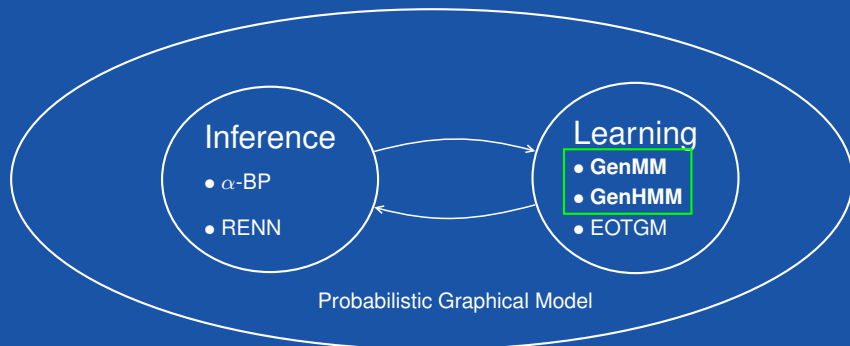 Inference
● α-BP
● RENN
Learning
● GenMM
● GenHMM
● EOTGM
Probabilistic Graphical Model